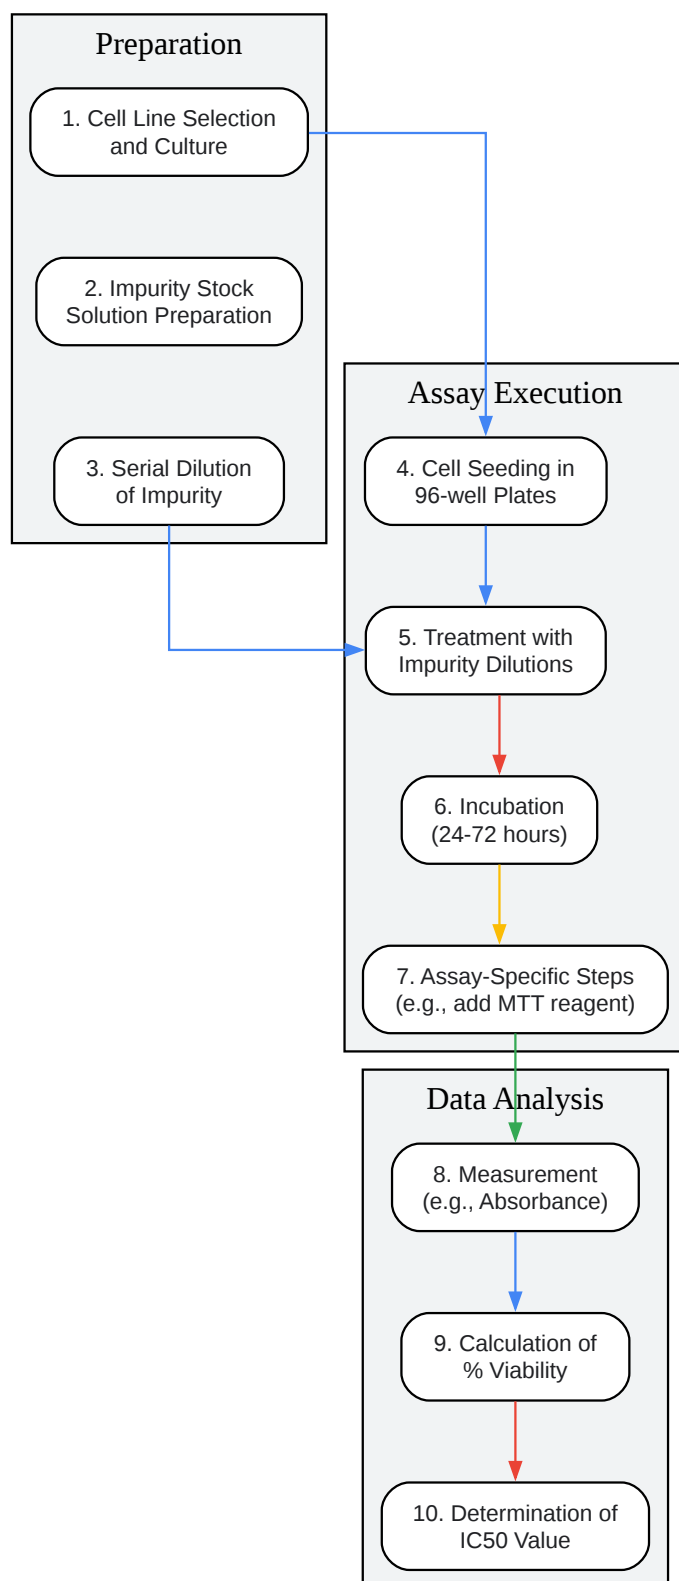 Preparation
1. Cell Line Selection
and Culture
2. Impurity Stock
Solution Preparation
3. Serial Dilution
of Impurity
Assay Execution
4. Cell Seeding in
96-well Plates
5. Treatment with
Impurity Dilutions
6. Incubation
(24-72 hours)
7. Assay-Specific Steps
(e.g., add MTT reagent)
Data Analysis
8. Measurement
(e.g., Absorbance)
9. Calculation of
% Viability
10. Determination of
IC50 Value